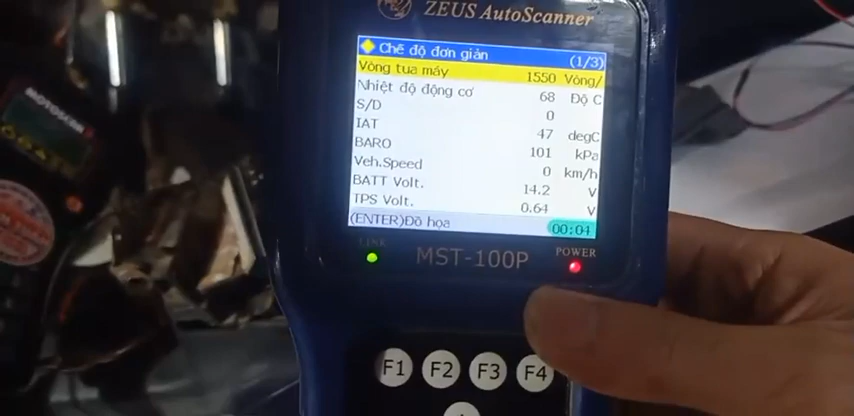 ZEUS AutoScanner
Chế độ đơn giản (1/3)
Vòng tua máy 1550 Vòng/
Nhiệt độ động cơ 68 Độ C
S/D 0
IAT 47 degC
BARO 101 kPa
Veh.Speed 0 km/h
BATT Volt. 14.2 V
TPS Volt. 0.64 V
(ENTER)Đồ họa 00:04
LINK
MST-100P
POWER
F1 F2 F3 F4
MOTOSCAN